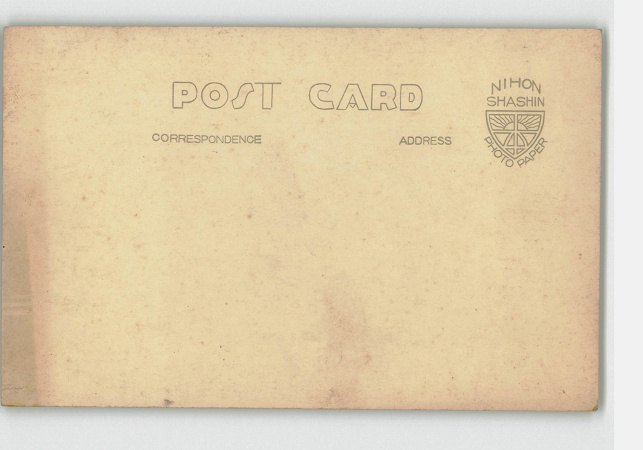 POST CARD
CORRESPONDENCE
ADDRESS
NIHON
SHASHIN
PHOTO PAPER